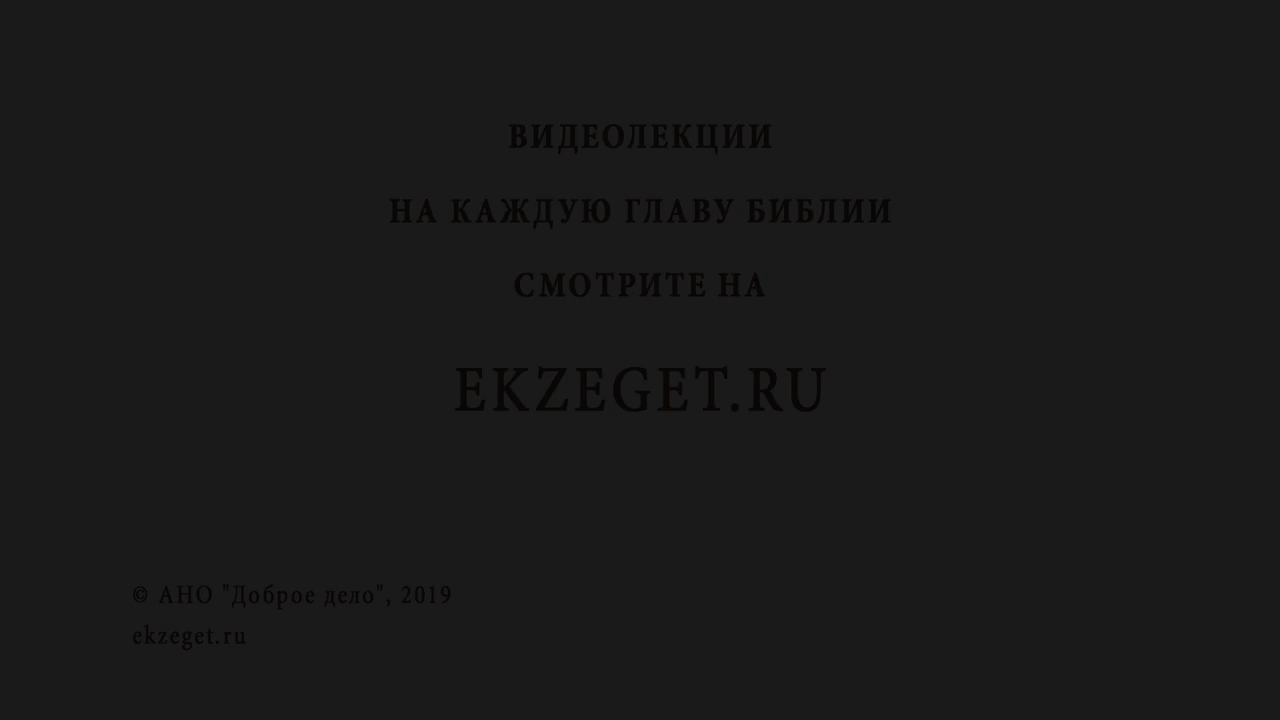 ВИДЕОЛЕКЦИИ
НА КАЖДУЮ ГЛАВУ БИБЛИИ
СМОТРИТЕ НА
EKZEGET.RU
© АНО "Доброе дело", 2019
ekzeget.ru